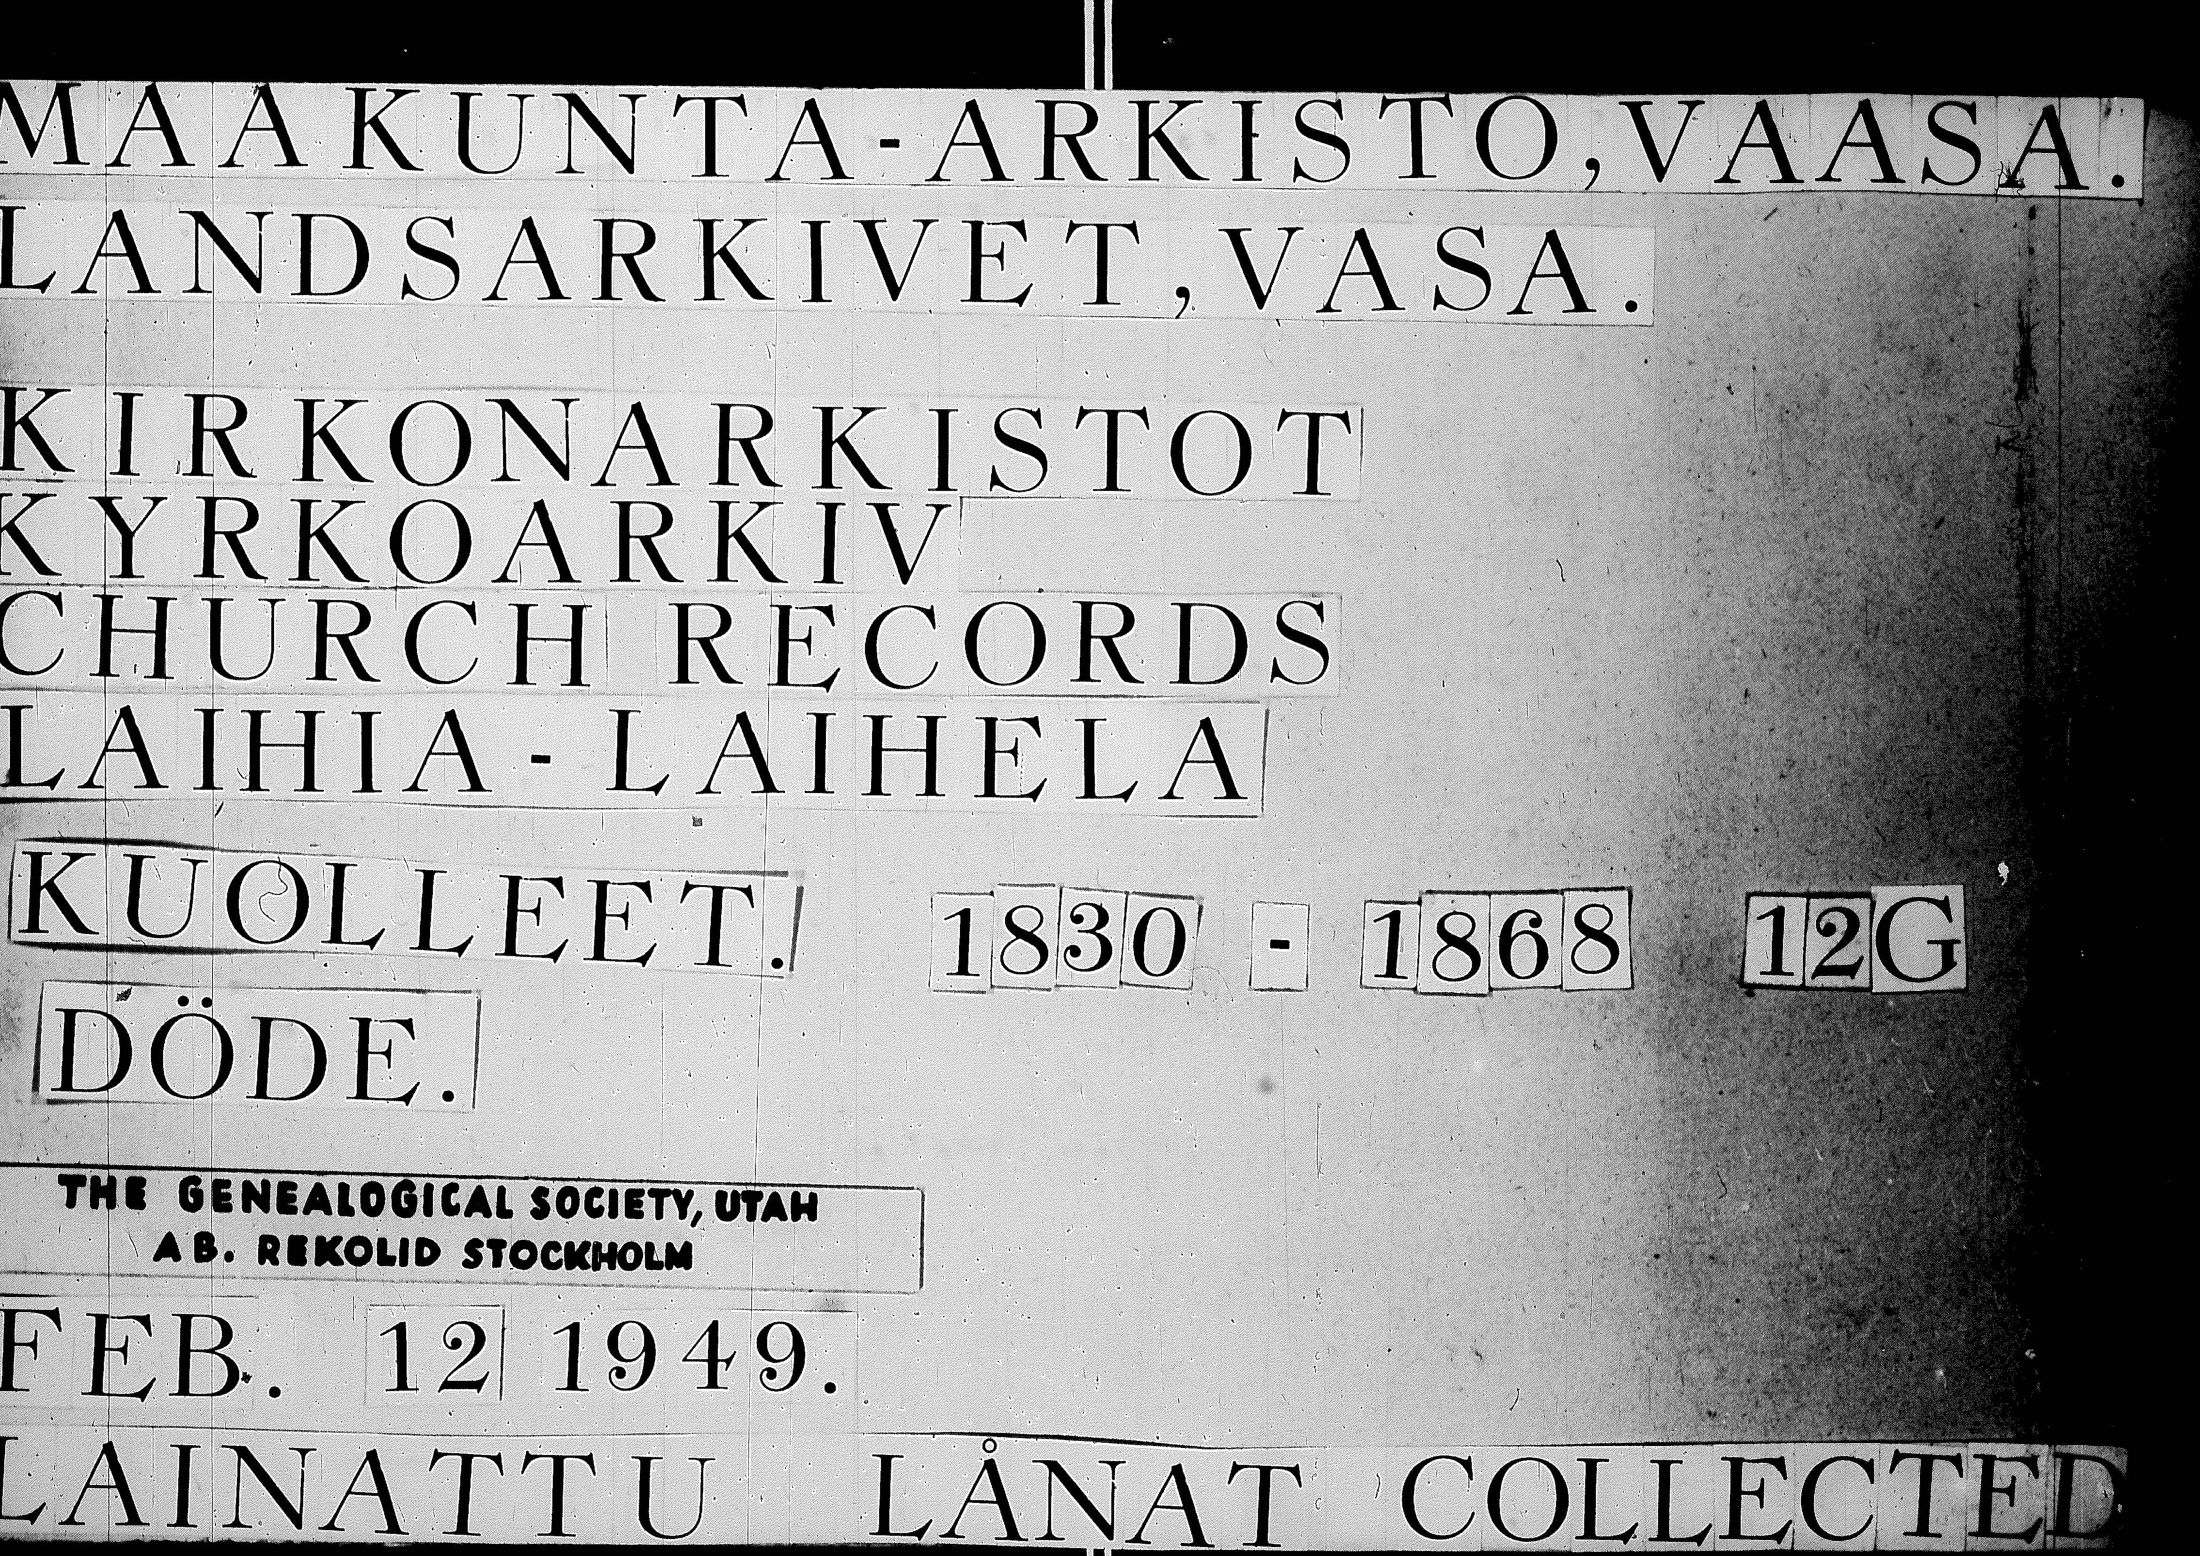 MAAKUNTA-ARKISTO, VAASA.
LANDSARKIVET, VASA.
KIRKONARKISTOT
KYRKOARKIV
CHURCH RECORDS
LAIHIA - LAIHELA
KUOLLEET. 1830 - 1868 12G
DÖDE.
THE GENEALOGICAL SOCIETY, UTAH
AB. REKOLID STOCKHOLM
FEB. 12 1949.
LAINATTU LÅNAT COLLECTED